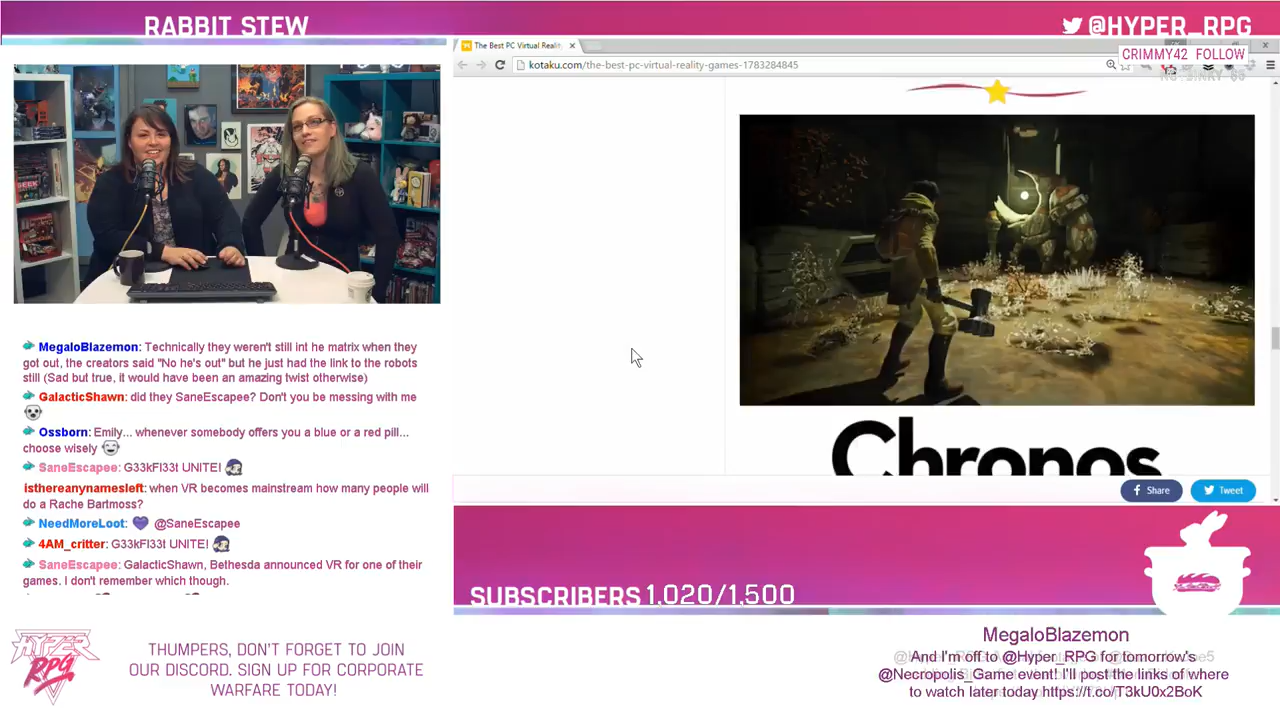 RABBIT STEW
@HYPER_RPG
The Best PC Virtual Reali
kotaku.com/the-best-pc-virtual-reality-games-1783284845
CRIMMY42 FOLLOW
Chronos
Share
Tweet
MegaloBlazemon: Technically they weren't still int he matrix when they
got out, the creators said "No he's out" but he just had the link to the robots
still (Sad but true, it would have been an amazing twist otherwise)
GalacticShawn: did they SaneEscapee? Don't you be messing with me
Ossborn: Emily... whenever somebody offers you a blue or a red pill...
choose wisely
SaneEscapee: G33kFl33t UNITE!
isthereanynamesleft: when VR becomes mainstream how many people will
do a Rache Bartmoss?
NeedMoreLoot: @SaneEscapee
4AM_critter: G33kFl33t UNITE!
SaneEscapee: GalacticShawn, Bethesda announced VR for one of their
games. I don't remember which though.
SUBSCRIBERS 1,020/1,500
HYPER
RPG
THUMPERS, DON'T FORGET TO JOIN
OUR DISCORD. SIGN UP FOR CORPORATE
WARFARE TODAY!
MegaloBlazemon
And I'm off to @Hyper_RPG for tomorrow's
@Necropolis_Game event! I'll post the links of where
to watch later today https://t.co/T3kU0x2BoK